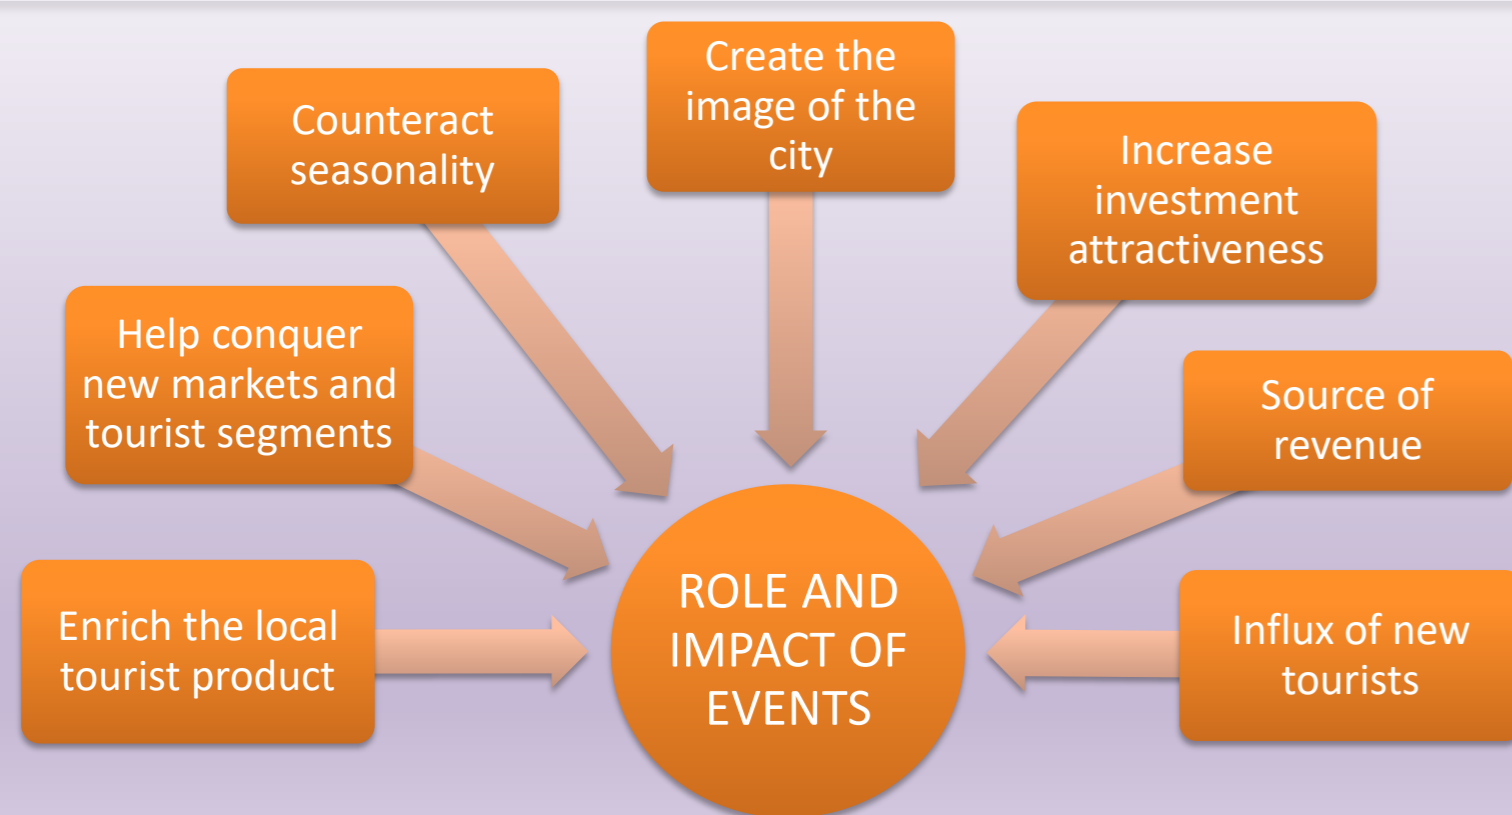 Create the
image of the
city
Counteract
seasonality
Increase
investment
attractiveness
Help conquer
new markets and
tourist segments
Source of
revenue
Enrich the local
tourist product
ROLE AND
IMPACT OF
EVENTS
Influx of new
tourists